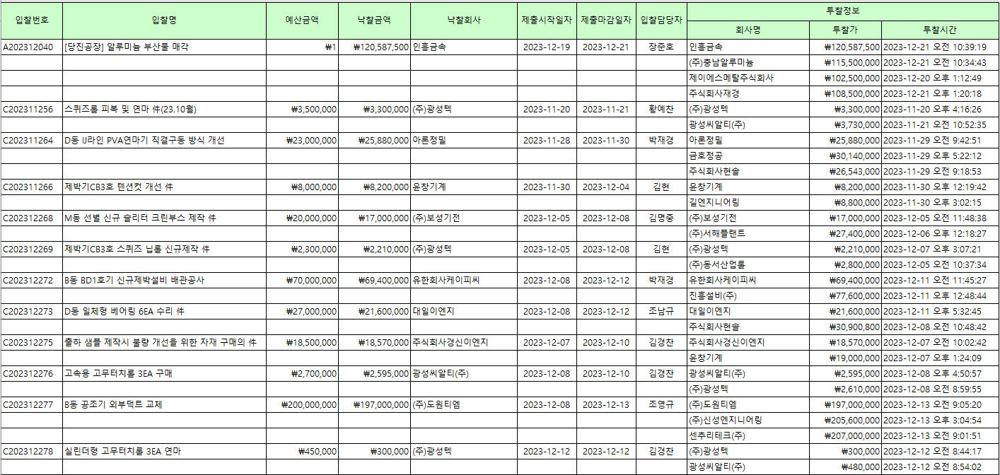 입찰번호 입찰명 예산금액 낙찰금액 낙찰회사 제출시작일자 제출마감일자 입찰담당자 투찰정보
회사명 투찰가 투찰시간
A202312040 [당진공장] 알루미늄 부산물 매각 ₩1 ₩120,587,500 인흥금속 2023-12-19 2023-12-21 장준호 인흥금속 ₩120,587,500 2023-12-21 오전 10:39:19
(주)충남알루미늄 ₩115,500,000 2023-12-21 오전 10:34:43
제이에스메탈주식회사 ₩102,500,000 2023-12-20 오후 1:12:49
주식회사재경 ₩108,500,000 2023-12-21 오후 1:20:18
C202311256 스퀴즈롤 피복 및 연마 件(23.10월) ₩3,500,000 ₩3,300,000 (주)광성텍 2023-11-20 2023-11-21 황예찬 (주)광성텍 ₩3,300,000 2023-11-20 오후 4:16:26
광성씨알티(주) ₩3,730,000 2023-11-21 오전 10:52:35
C202311264 D동 IJ라인 PVA연마기 직결구동 방식 개선 ₩23,000,000 ₩25,880,000 아론정밀 2023-11-28 2023-11-30 박재경 아론정밀 ₩25,880,000 2023-11-29 오전 9:42:51
금호정공 ₩30,140,000 2023-11-29 오후 5:22:12
주식회사현솔 ₩26,543,000 2023-11-29 오전 9:18:53
C202311266 제박기CB3호 텐션컷 개선 件 ₩8,000,000 ₩8,200,000 윤창기계 2023-11-30 2023-12-04 김현 윤창기계 ₩8,200,000 2023-11-30 오후 12:19:42
길엔지니어링 ₩8,800,000 2023-11-30 오후 3:02:15
C202312268 M동 선별 신규 슬리터 크린부스 제작 件 ₩20,000,000 ₩17,000,000 (주)보성기전 2023-12-05 2023-12-08 김명중 (주)보성기전 ₩17,000,000 2023-12-05 오전 11:48:38
(주)서해플랜트 ₩27,400,000 2023-12-06 오후 12:18:27
C202312269 제박기CB3호 스퀴즈 닙롤 신규제작 件 ₩2,300,000 ₩2,210,000 (주)광성텍 2023-12-05 2023-12-08 김현 (주)광성텍 ₩2,210,000 2023-12-07 오후 3:07:21
(주)동서산업롤 ₩2,800,000 2023-12-05 오전 10:37:34
C202312272 B동 BD1호기 신규제박설비 배관공사 ₩70,000,000 ₩69,400,000 유한회사케이피씨 2023-12-08 2023-12-12 박재경 유한회사케이피씨 ₩69,400,000 2023-12-11 오전 11:45:27
진흥설비(주) ₩77,600,000 2023-12-11 오후 12:48:44
C202312273 D동 일체형 베어링 6EA 수리 件 ₩27,000,000 ₩21,600,000 대일이엔지 2023-12-08 2023-12-12 조남규 대일이엔지 ₩21,600,000 2023-12-11 오후 5:32:45
주식회사현솔 ₩30,900,800 2023-12-08 오전 10:48:42
C202312275 출하 샘플 제작시 불량 개선을 위한 자재 구매의 件 ₩18,500,000 ₩18,570,000 주식회사경신이엔지 2023-12-07 2023-12-10 김경찬 주식회사경신이엔지 ₩18,570,000 2023-12-07 오전 10:02:42
윤창기계 ₩19,000,000 2023-12-07 오후 1:24:09
C202312276 고속용 고무터치롤 3EA 구매 ₩2,700,000 ₩2,595,000 광성씨알티(주) 2023-12-08 2023-12-10 김경찬 광성씨알티(주) ₩2,595,000 2023-12-08 오후 4:50:57
(주)광성텍 ₩2,610,000 2023-12-08 오전 8:59:55
C202312277 B동 공조기 외부덕트 교체 ₩200,000,000 ₩197,000,000 (주)도원티엠 2023-12-08 2023-12-13 조영규 (주)도원티엠 ₩197,000,000 2023-12-13 오전 9:05:20
(주)신성엔지니어링 ₩205,600,000 2023-12-13 오후 3:04:54
센추리테크(주) ₩207,000,000 2023-12-13 오전 9:01:51
C202312278 실린더형 고무터치롤 3EA 연마 ₩450,000 ₩300,000 (주)광성텍 2023-12-12 2023-12-12 김경찬 (주)광성텍 ₩300,000 2023-12-12 오전 8:44:17
광성씨알티(주) ₩480,000 2023-12-12 오전 8:54:02